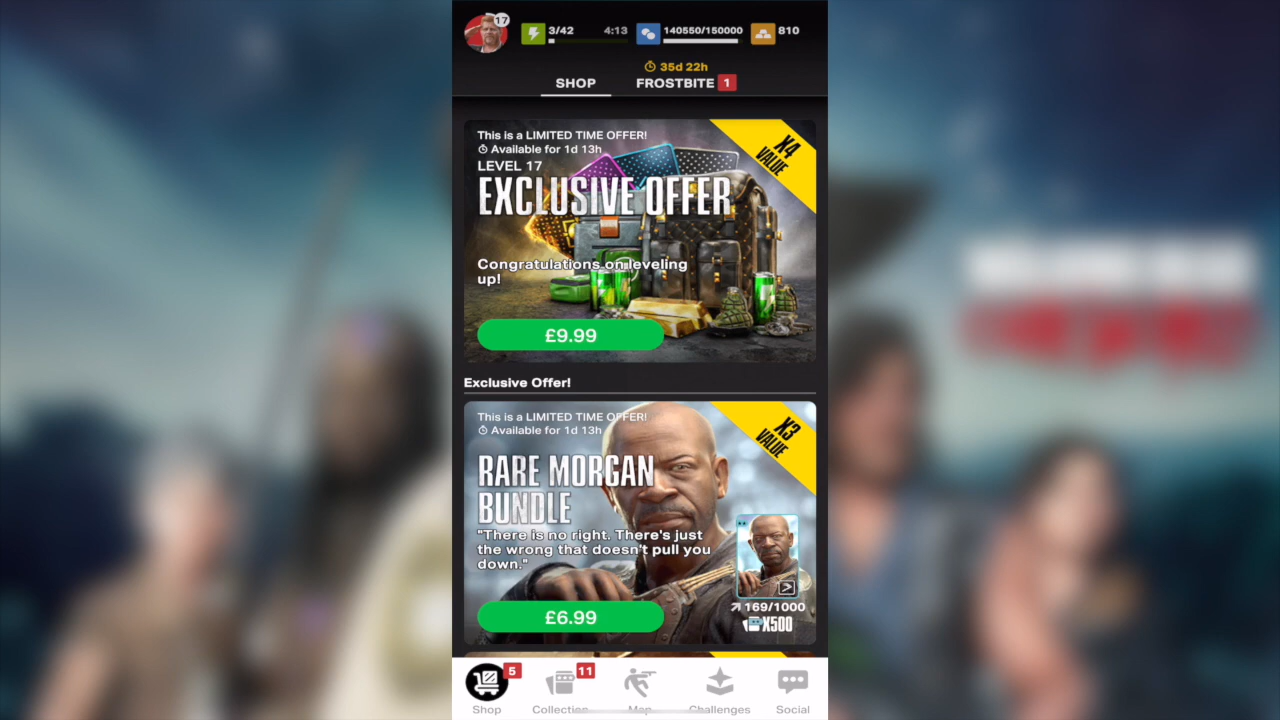 17
3/42
4:13
140550/150000
810
35d 22h
SHOP
FROSTBITE 1
This is a LIMITED TIME OFFER!
Available for 1d 13h
LEVEL 17
EXCLUSIVE OFFER
X4
VALUE
Congratulations on leveling
up!
£9.99
Exclusive Offer!
This is a LIMITED TIME OFFER!
Available for 1d 13h
X3
VALUE
RARE MORGAN
BUNDLE
"There is no right. There's just
the wrong that doesn't pull you
down."
169/1000
X500
£6.99
5
11
Shop
Collection
Map
Challenges
Social